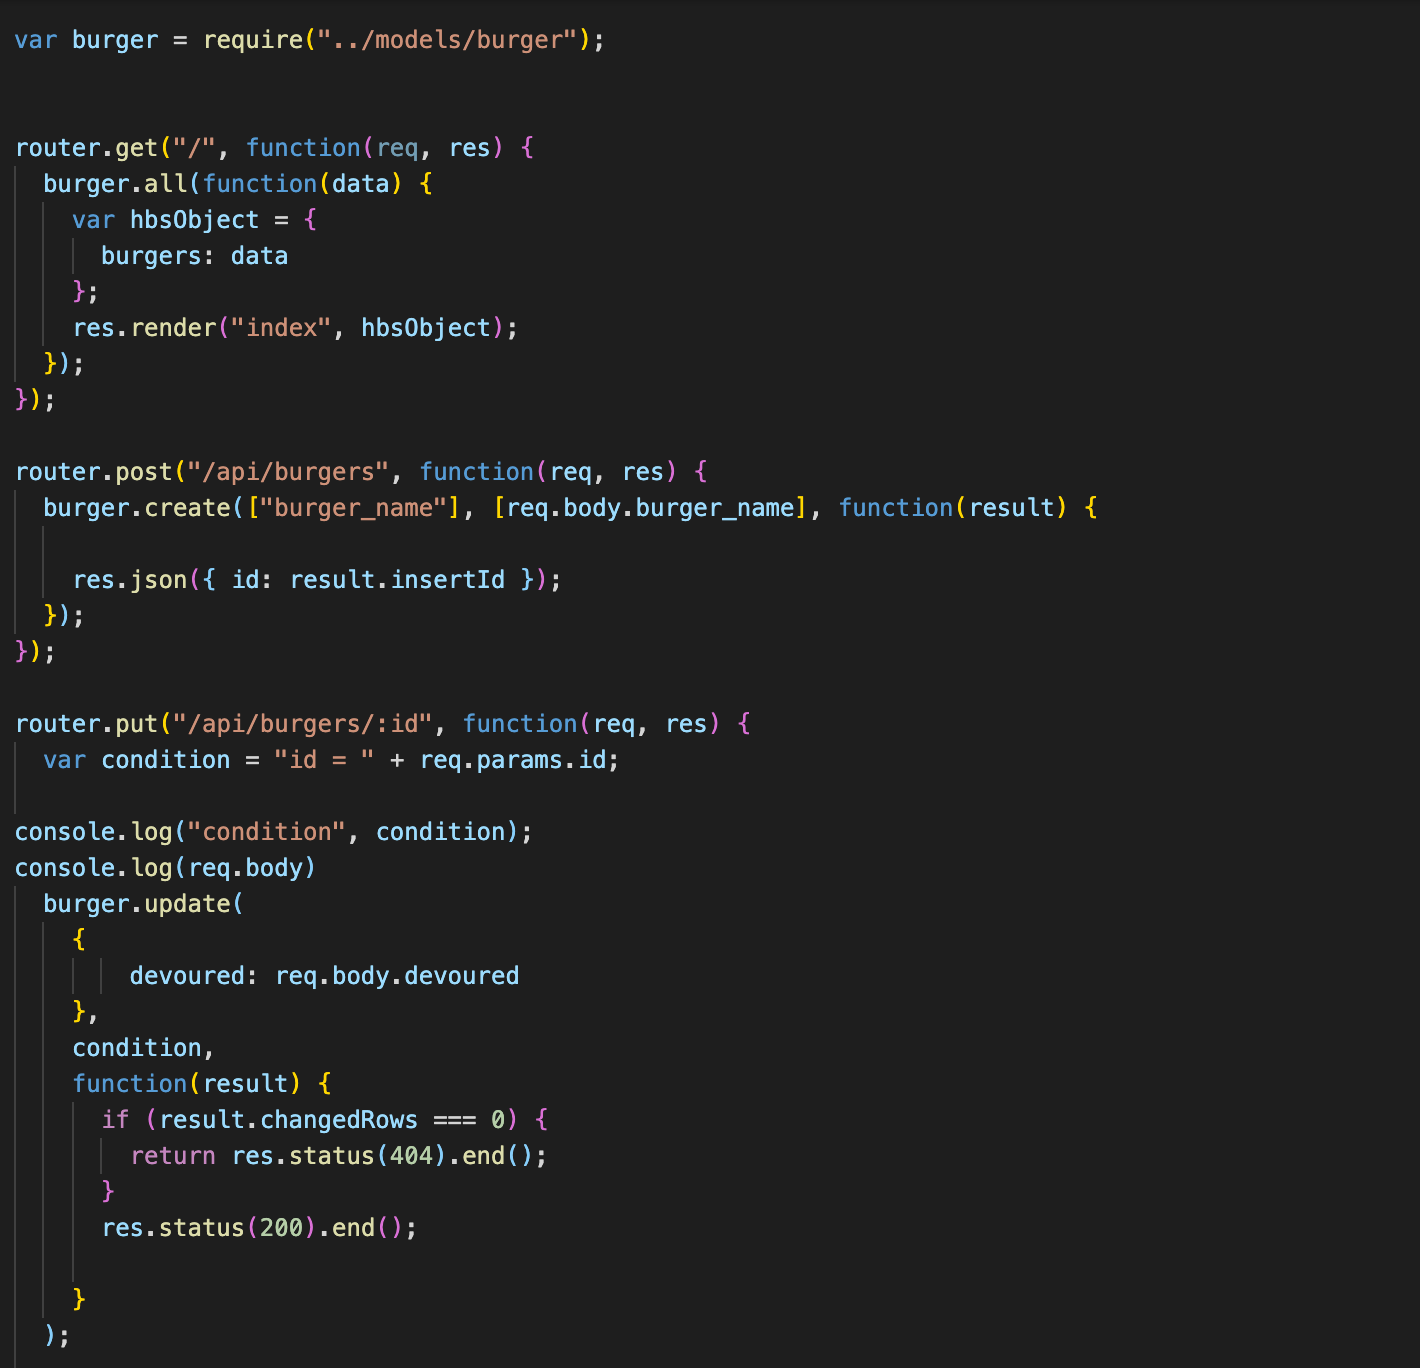 var burger = require("../models/burger");
router.get("/", function(req, res) {
  burger.all(function(data) {
    var hbsObject = {
      burgers: data
    };
    res.render("index", hbsObject);
  });
});
router.post("/api/burgers", function(req, res) {
  burger.create(["burger_name"], [req.body.burger_name], function(result) {
    res.json({ id: result.insertId });
  });
});
router.put("/api/burgers/:id", function(req, res) {
  var condition = "id = " + req.params.id;
console.log("condition", condition);
console.log(req.body)
  burger.update(
    {
        devoured: req.body.devoured
    },
    condition,
    function(result) {
      if (result.changedRows === 0) {
        return res.status(404).end();
      }
      res.status(200).end();
    }
  );